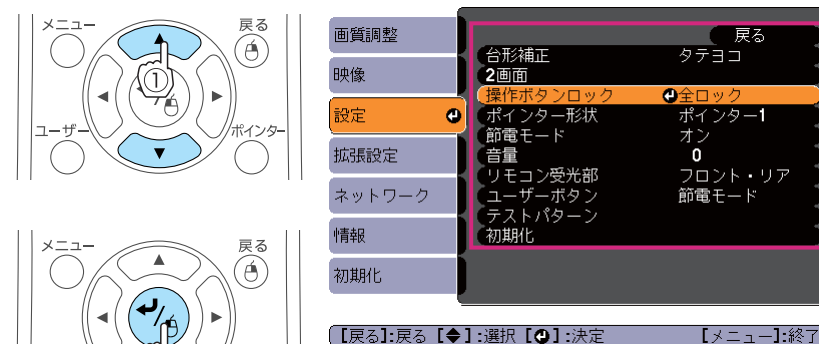 メニュー
戻る
①
ユーザー
ポインター
メニュー
戻る
画質調整
映像
設定
拡張設定
ネットワーク
情報
初期化
戻る
台形補正 タテヨコ
2画面
操作ボタンロック 全ロック
ポインター形状 ポインター1
節電モード オン
音量 0
リモコン受光部 フロント・リア
ユーザーボタン 節電モード
テストパターン
初期化
【戻る】:戻る 【◆】:選択 【】:決定 【メニュー】:終了